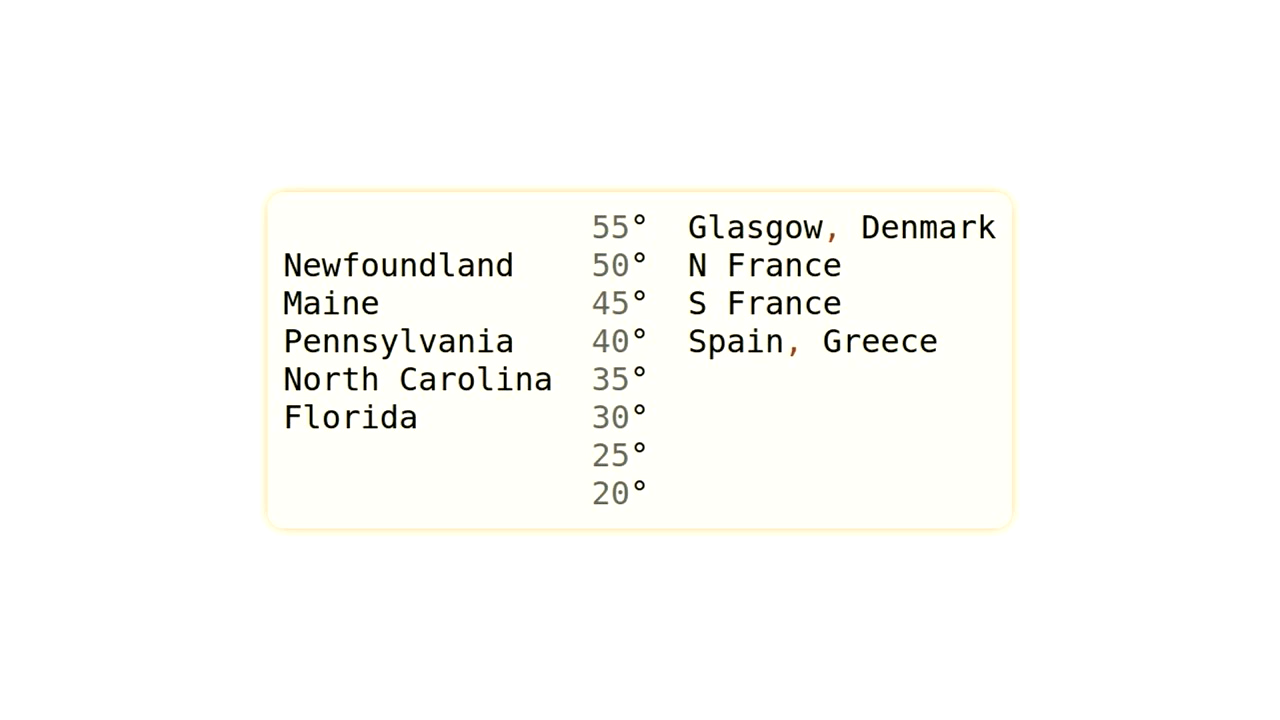 55° Glasgow, Denmark
Newfoundland 50° N France
Maine 45° S France
Pennsylvania 40° Spain, Greece
North Carolina 35°
Florida 30°
25°
20°